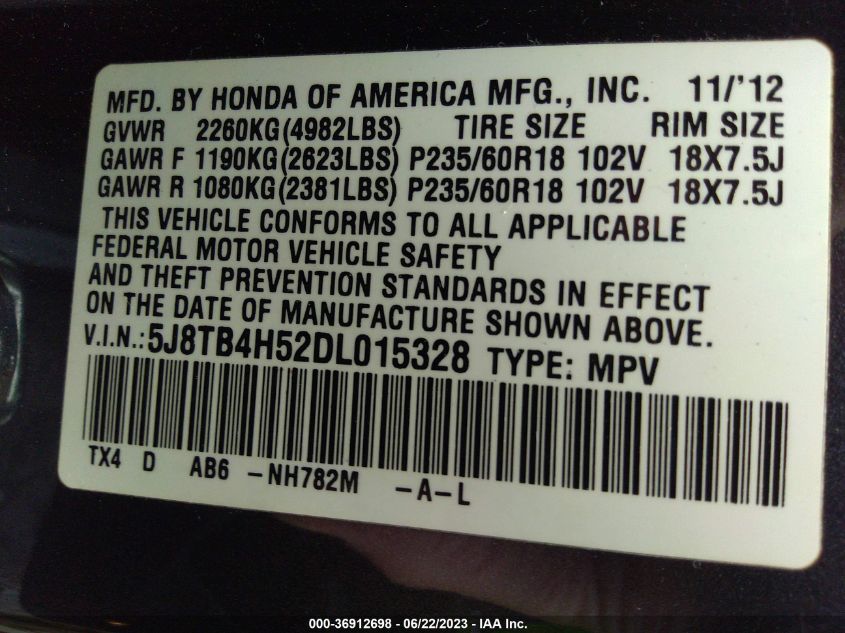 MFD. BY HONDA OF AMERICA MFG., INC. 11/'12
GVWR 2260KG(4982LBS) TIRE SIZE RIM SIZE
GAWR F 1190KG(2623LBS) P235/60R18 102V 18X7.5J
GAWR R 1080KG(2381LBS) P235/60R18 102V 18X7.5J
THIS VEHICLE CONFORMS TO ALL APPLICABLE
FEDERAL MOTOR VEHICLE SAFETY
AND THEFT PREVENTION STANDARDS IN EFFECT
ON THE DATE OF MANUFACTURE SHOWN ABOVE.
V.I.N.:5J8TB4H52DL015328 TYPE: MPV
TX4 D AB6 -NH782M -A-L
000-36912698 - 06/22/2023 - IAA Inc.